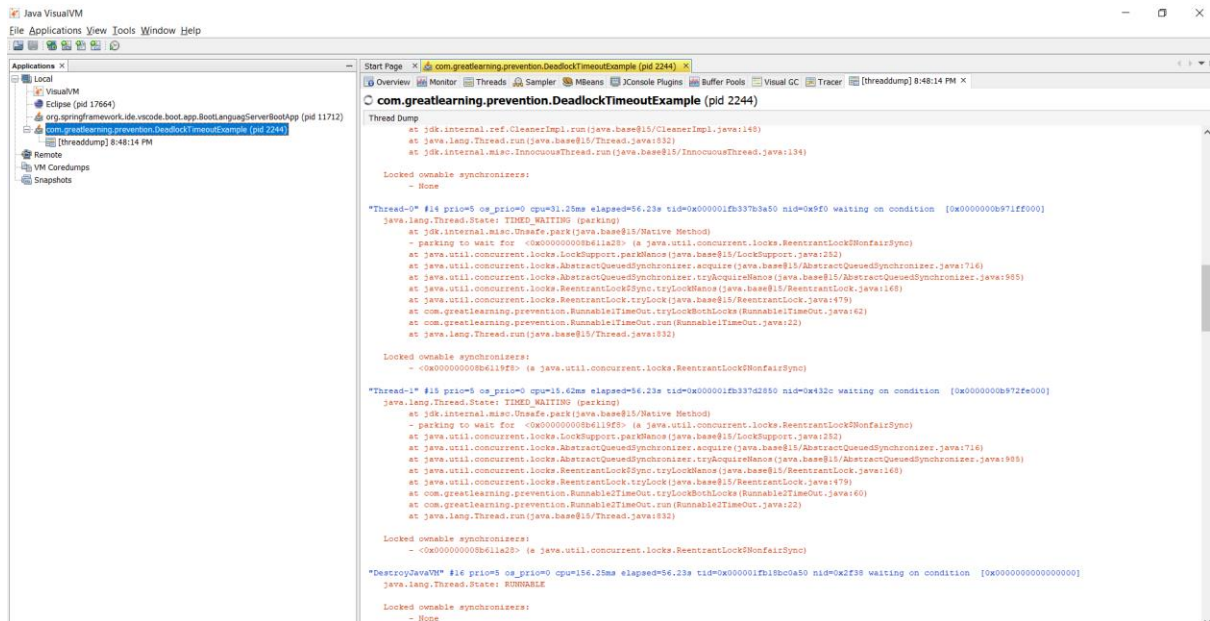 Java VisualVM
File Applications View Tools Window Help
Applications
Start Page
com.greatlearning.prevention.DeadlockTimeoutExample (pid 2244)
Local
VisualVM
Eclipse (pid 17664)
org.springframework.ide.vscode.boot.app.BootLanguagServerBootApp (pid 11712)
com.greatlearning.prevention.DeadlockTimeoutExample (pid 2244)
[threaddump] 8:48:14 PM
Remote
VM Coredumps
Snapshots
Overview Monitor Threads Sampler MBeans JConsole Plugins Buffer Pools Visual GC Tracer [threaddump] 8:48:14 PM
com.greatlearning.prevention.DeadlockTimeoutExample (pid 2244)
Thread Dump
at jdk.internal.ref.CleanerImpl.run(java.base@15/CleanerImpl.java:148)
at java.lang.Thread.run(java.base@15/Thread.java:832)
at jdk.internal.misc.InnocuousThread.run(java.base@15/InnocuousThread.java:134)
Locked ownable synchronizers:
- None
"Thread-0" #14 prio=5 os_prio=0 cpu=31.25ms elapsed=56.23s tid=0x000001fb337b3a50 nid=0x9f0 waiting on condition [0x0000000b971ff000]
java.lang.Thread.State: TIMED_WAITING (parking)
at jdk.internal.misc.Unsafe.park(java.base@15/Native Method)
- parking to wait for <0x000000008b611a28> (a java.util.concurrent.locks.ReentrantLock$NonfairSync)
at java.util.concurrent.locks.LockSupport.parkNanos(java.base@15/LockSupport.java:252)
at java.util.concurrent.locks.AbstractQueuedSynchronizer.acquire(java.base@15/AbstractQueuedSynchronizer.java:716)
at java.util.concurrent.locks.AbstractQueuedSynchronizer.tryAcquireNanos(java.base@15/AbstractQueuedSynchronizer.java:985)
at java.util.concurrent.locks.ReentrantLock$Sync.tryLockNanos(java.base@15/ReentrantLock.java:168)
at java.util.concurrent.locks.ReentrantLock.tryLock(java.base@15/ReentrantLock.java:479)
at com.greatlearning.prevention.Runnable1TimeOut.tryLockBothLocks(Runnable1TimeOut.java:62)
at com.greatlearning.prevention.Runnable1TimeOut.run(Runnable1TimeOut.java:22)
at java.lang.Thread.run(java.base@15/Thread.java:832)
Locked ownable synchronizers:
- <0x000000008b6119f8> (a java.util.concurrent.locks.ReentrantLock$NonfairSync)
"Thread-1" #15 prio=5 os_prio=0 cpu=15.62ms elapsed=56.23s tid=0x000001fb337d2850 nid=0x432c waiting on condition [0x0000000b972fe000]
java.lang.Thread.State: TIMED_WAITING (parking)
at jdk.internal.misc.Unsafe.park(java.base@15/Native Method)
- parking to wait for <0x000000008b6119f8> (a java.util.concurrent.locks.ReentrantLock$NonfairSync)
at java.util.concurrent.locks.LockSupport.parkNanos(java.base@15/LockSupport.java:252)
at java.util.concurrent.locks.AbstractQueuedSynchronizer.acquire(java.base@15/AbstractQueuedSynchronizer.java:716)
at java.util.concurrent.locks.AbstractQueuedSynchronizer.tryAcquireNanos(java.base@15/AbstractQueuedSynchronizer.java:985)
at java.util.concurrent.locks.ReentrantLock$Sync.tryLockNanos(java.base@15/ReentrantLock.java:168)
at java.util.concurrent.locks.ReentrantLock.tryLock(java.base@15/ReentrantLock.java:479)
at com.greatlearning.prevention.Runnable2TimeOut.tryLockBothLocks(Runnable2TimeOut.java:60)
at com.greatlearning.prevention.Runnable2TimeOut.run(Runnable2TimeOut.java:22)
at java.lang.Thread.run(java.base@15/Thread.java:832)
Locked ownable synchronizers:
- <0x000000008b611a28> (a java.util.concurrent.locks.ReentrantLock$NonfairSync)
"DestroyJavaVM" #16 prio=5 os_prio=0 cpu=156.25ms elapsed=56.23s tid=0x000001fb18bc0a50 nid=0x2f38 waiting on condition [0x0000000000000000]
java.lang.Thread.State: RUNNABLE
Locked ownable synchronizers:
- None